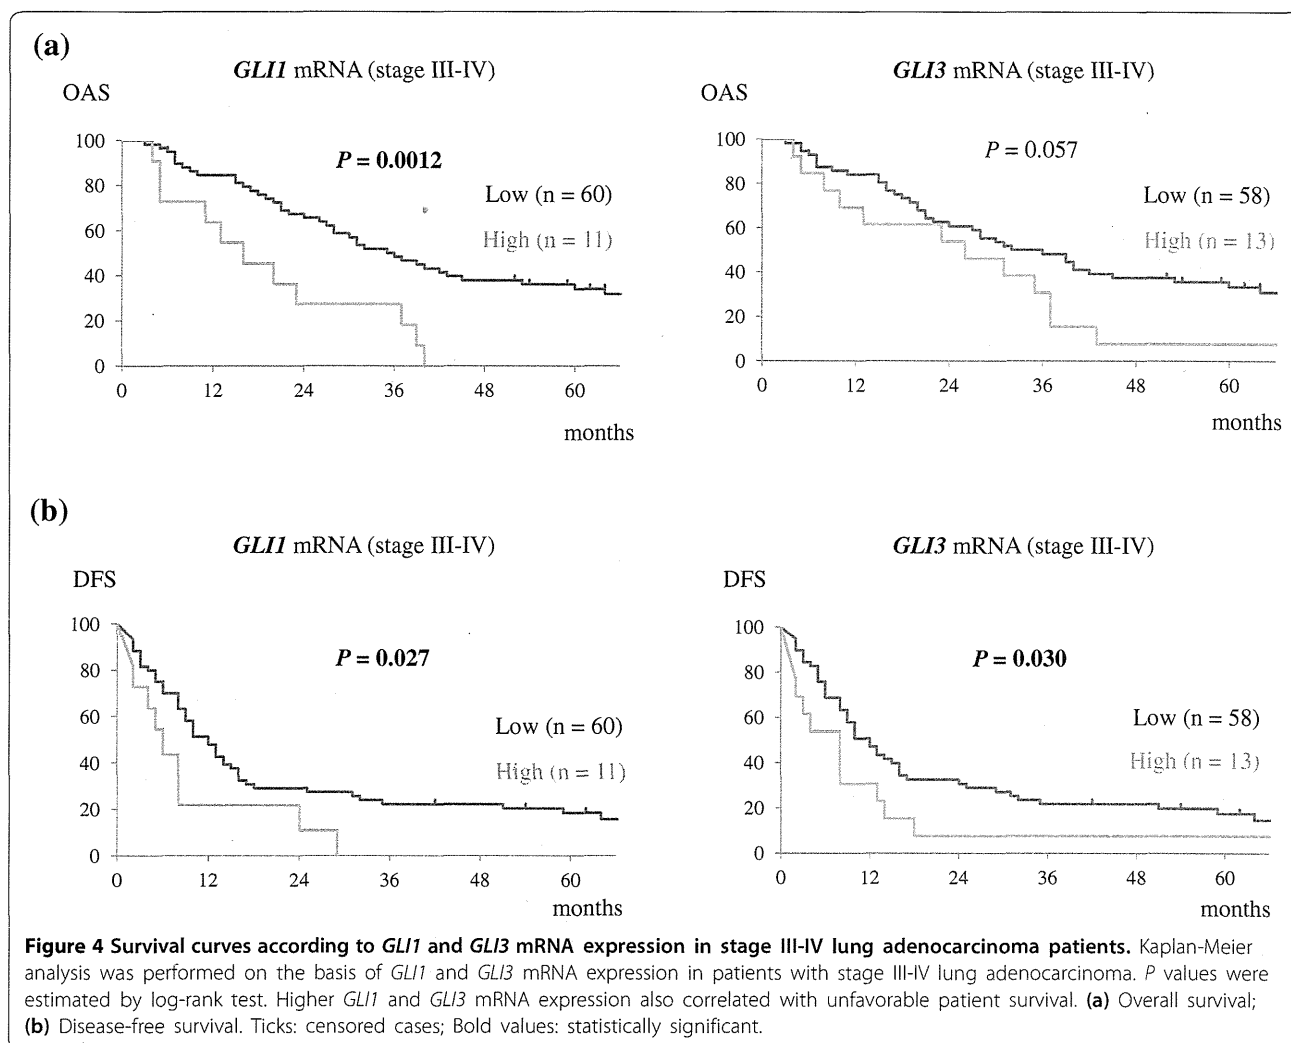 (a)
GLI1 mRNA (stage III-IV)
OAS
100
80
60
40
20
0
P = 0.0012
Low (n = 60)
High (n = 11)
0 12 24 36 48 60
months
GLI3 mRNA (stage III-IV)
OAS
100
80
60
40
20
0
P = 0.057
Low (n = 58)
High (n = 13)
0 12 24 36 48 60
months
(b)
GLI1 mRNA (stage III-IV)
DFS
100
80
60
40
20
0
P = 0.027
Low (n = 60)
High (n = 11)
0 12 24 36 48 60
months
GLI3 mRNA (stage III-IV)
DFS
100
80
60
40
20
0
P = 0.030
Low (n = 58)
High (n = 13)
0 12 24 36 48 60
months
Figure 4 Survival curves according to GLI1 and GLI3 mRNA expression in stage III-IV lung adenocarcinoma patients. Kaplan-Meier
analysis was performed on the basis of GLI1 and GLI3 mRNA expression in patients with stage III-IV lung adenocarcinoma. P values were
estimated by log-rank test. Higher GLI1 and GLI3 mRNA expression also correlated with unfavorable patient survival. (a) Overall survival;
(b) Disease-free survival. Ticks: censored cases; Bold values: statistically significant.